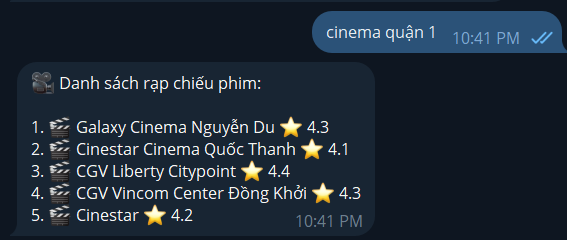 cinema quận 1
10:41 PM
🎥 Danh sách rạp chiếu phim:
1. 🎬 Galaxy Cinema Nguyễn Du ⭐ 4.3
2. 🎬 Cinestar Cinema Quốc Thanh ⭐ 4.1
3. 🎬 CGV Liberty Citypoint ⭐ 4.4
4. 🎬 CGV Vincom Center Đồng Khởi ⭐ 4.3
5. 🎬 Cinestar ⭐ 4.2
10:41 PM